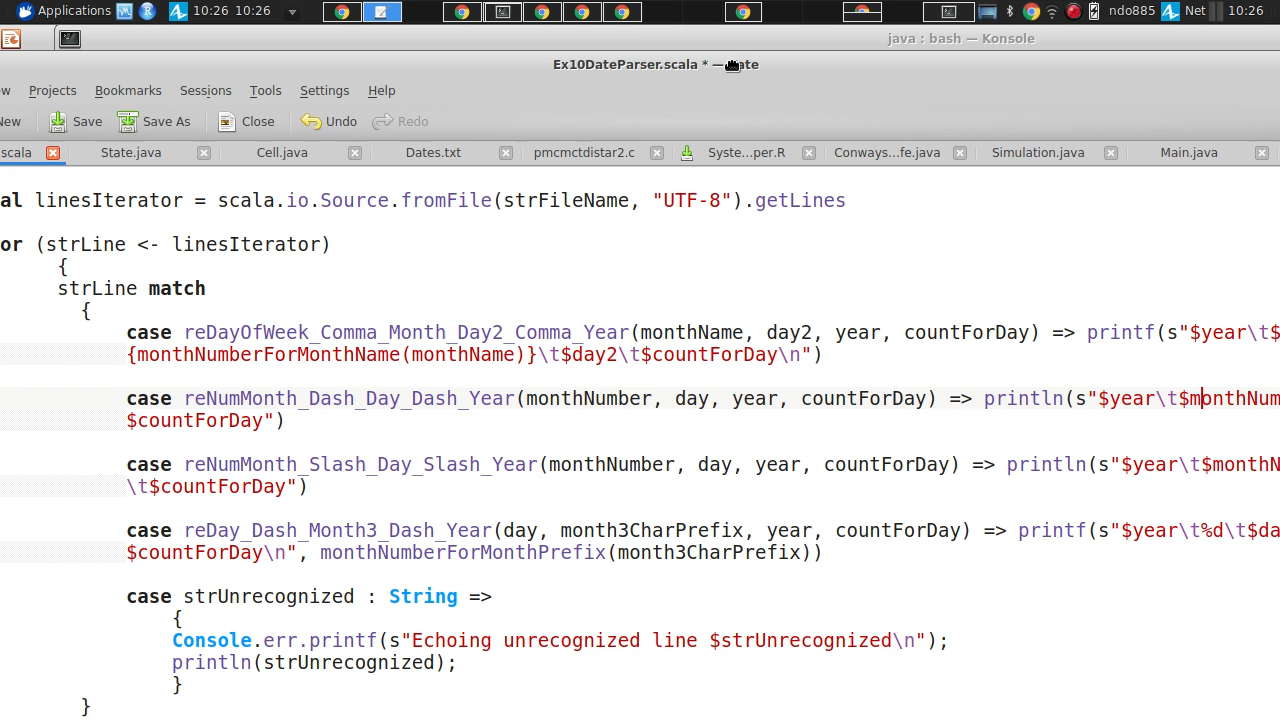 Applications 10:26 10:26 ndo885 Net 10:26
java : bash — Konsole
Ex10DateParser.scala * —
Projects Bookmarks Sessions Tools Settings Help
Save Save As Close Undo Redo
scala State.java Cell.java Dates.txt pmcmctdistar2.c Syste...per.R Conways...fe.java Simulation.java Main.java
al linesIterator = scala.io.Source.fromFile(strFileName, "UTF-8").getLines
or (strLine <- linesIterator)
{
strLine match
{
case reDayOfWeek_Comma_Month_Day2_Comma_Year(monthName, day2, year, countForDay) => printf(s"$year\t$
{monthNumberForMonthName(monthName)}\t$day2\t$countForDay\n")
case reNumMonth_Dash_Day_Dash_Year(monthNumber, day, year, countForDay) => println(s"$year\t$monthNum
$countForDay")
case reNumMonth_Slash_Day_Slash_Year(monthNumber, day, year, countForDay) => println(s"$year\t$monthN
\t$countForDay")
case reDay_Dash_Month3_Dash_Year(day, month3CharPrefix, year, countForDay) => printf(s"$year\t%d\t$da
$countForDay\n", monthNumberForMonthPrefix(month3CharPrefix))
case strUnrecognized : String =>
{
Console.err.printf(s"Echoing unrecognized line $strUnrecognized\n");
println(strUnrecognized);
}
}